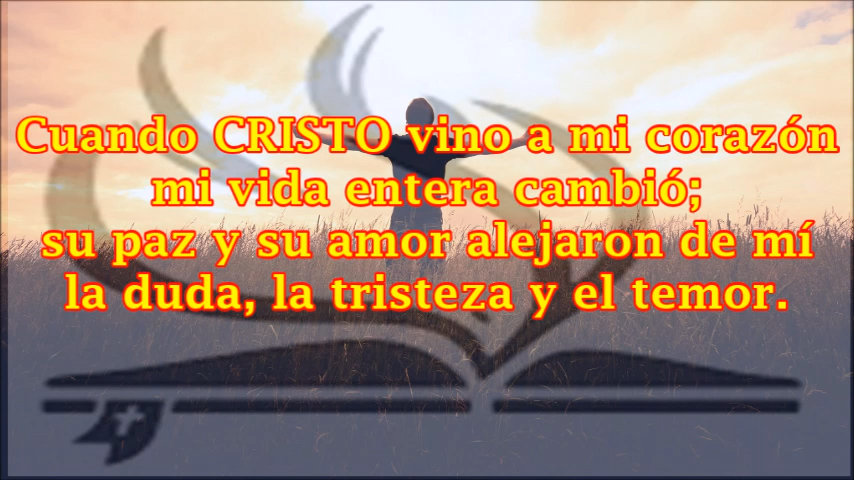 Cuando CRISTO vino a mi corazón
mi vida entera cambió;
su paz y su amor alejaron de mí
la duda, la tristeza y el temor.